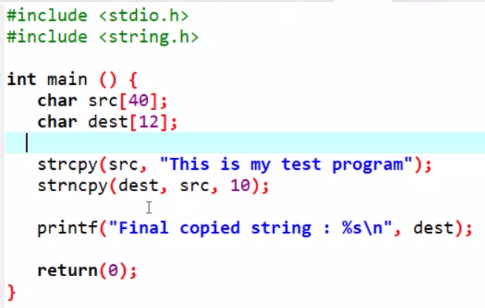 #include <stdio.h>
#include <string.h>
int main () {
char src[40];
char dest[12];
strcpy(src, "This is my test program");
strncpy(dest, src, 10);
printf("Final copied string : %s\n", dest);
return(0);
}